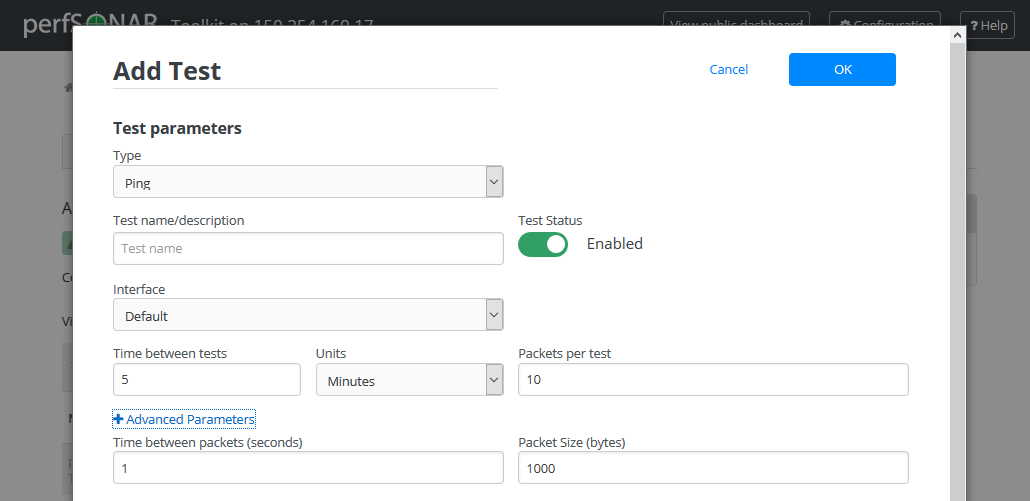 perfSONAR Toolkit on 150.254.160.17
View public dashboard
Configuration
? Help
Add Test
Cancel
OK
Test parameters
Type
Ping
Test name/description
Test Status
Test name
Enabled
Interface
Default
Time between tests
Units
Packets per test
5
Minutes
10
+ Advanced Parameters
Time between packets (seconds)
Packet Size (bytes)
1
1000